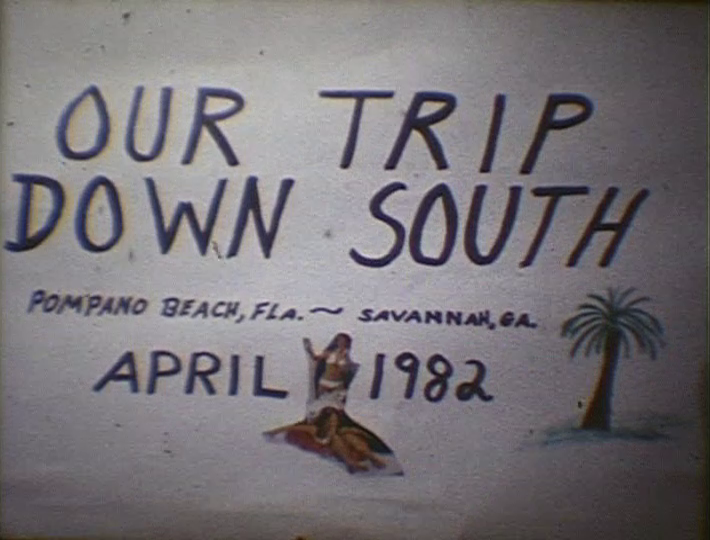 OUR TRIP
DOWN SOUTH
POMPANO BEACH, FLA. ~ SAVANNAH, GA.
APRIL 1982